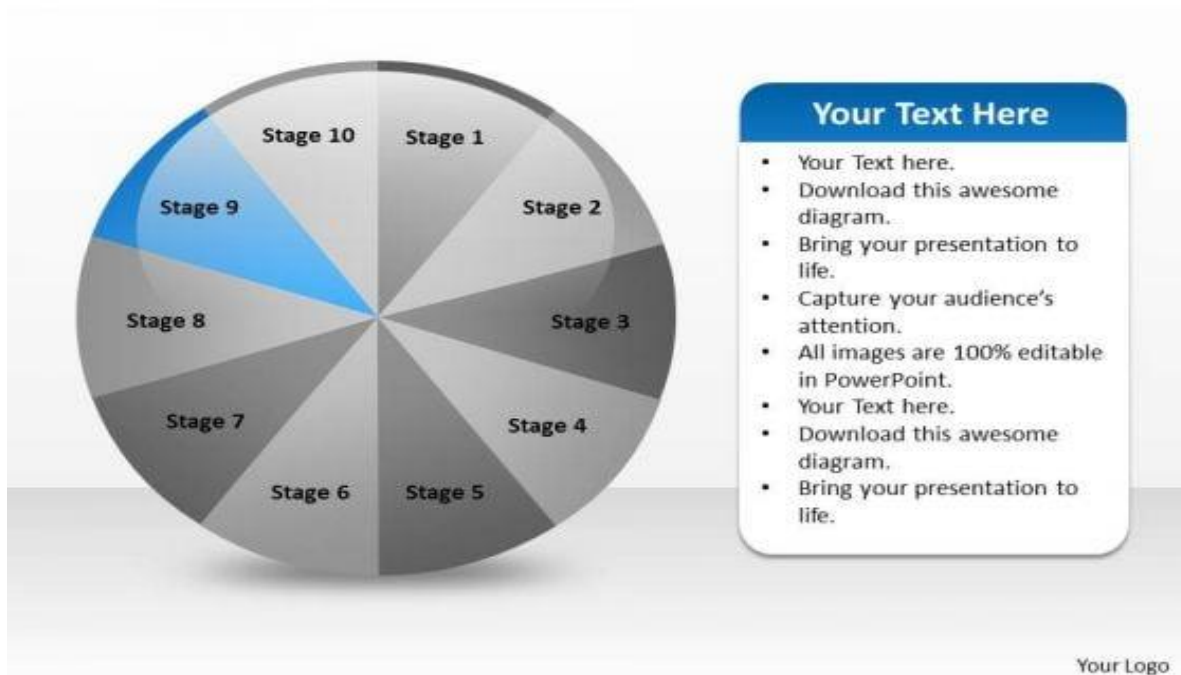 Stage 10
Stage 1
Stage 9
Stage 2
Stage 8
Stage 3
Stage 7
Stage 4
Stage 6
Stage 5
Your Text Here
• Your Text here.
• Download this awesome
diagram.
• Bring your presentation to
life.
• Capture your audience’s
attention.
• All images are 100% editable
in PowerPoint.
• Your Text here.
• Download this awesome
diagram.
• Bring your presentation to
life.
Your Logo